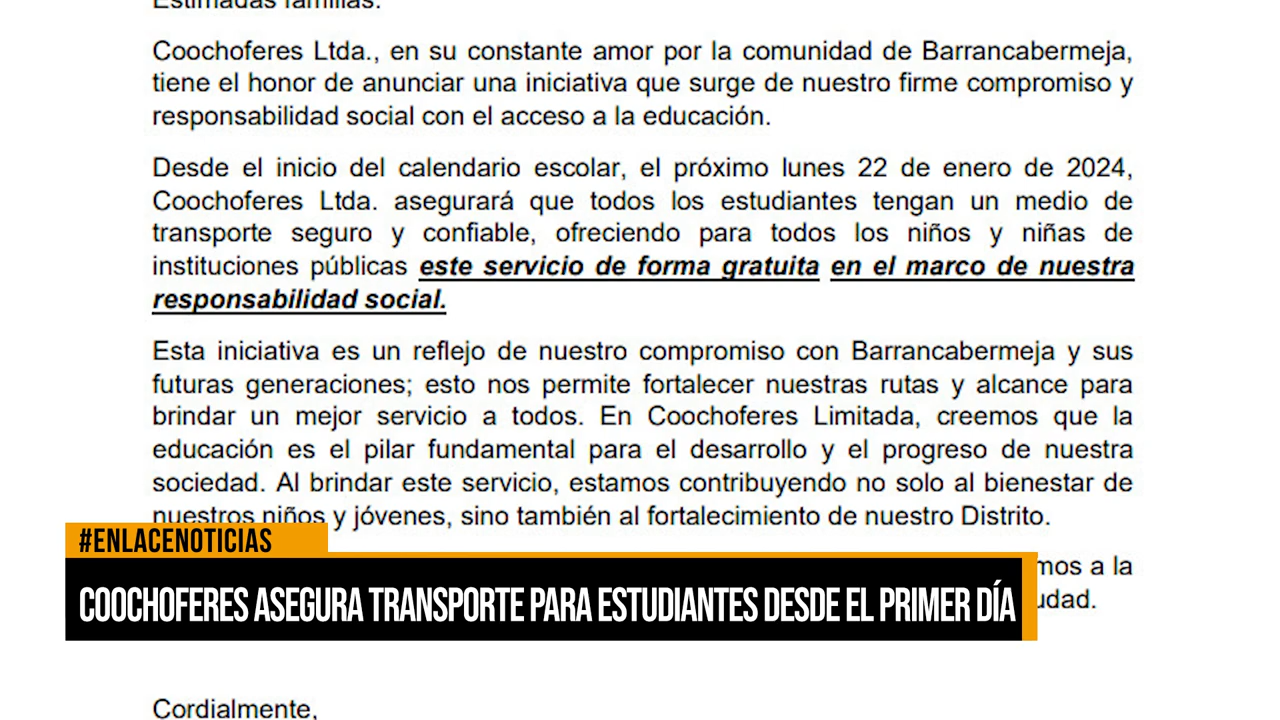 Estimadas familias:
Coochoferes Ltda., en su constante amor por la comunidad de Barrancabermeja,
tiene el honor de anunciar una iniciativa que surge de nuestro firme compromiso y
responsabilidad social con el acceso a la educación.
Desde el inicio del calendario escolar, el próximo lunes 22 de enero de 2024,
Coochoferes Ltda. asegurará que todos los estudiantes tengan un medio de
transporte seguro y confiable, ofreciendo para todos los niños y niñas de
instituciones públicas este servicio de forma gratuita en el marco de nuestra
responsabilidad social.
Esta iniciativa es un reflejo de nuestro compromiso con Barrancabermeja y sus
futuras generaciones; esto nos permite fortalecer nuestras rutas y alcance para
brindar un mejor servicio a todos. En Coochoferes Limitada, creemos que la
educación es el pilar fundamental para el desarrollo y el progreso de nuestra
sociedad. Al brindar este servicio, estamos contribuyendo no solo al bienestar de
nuestros niños y jóvenes, sino también al fortalecimiento de nuestro Distrito.
#ENLACENOTICIAS
mos a la
COOCHOFERES ASEGURA TRANSPORTE PARA ESTUDIANTES DESDE EL PRIMER DÍA
udad.
Cordialmente,